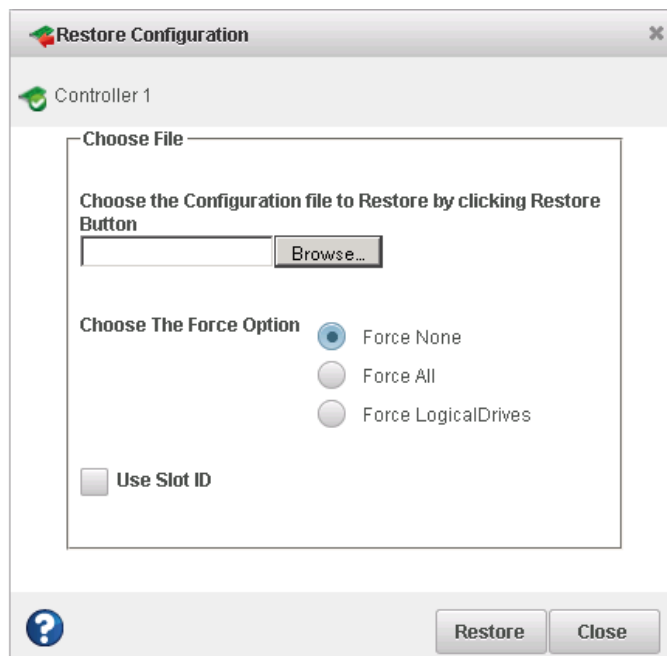 Restore Configuration
Controller 1
Choose File
Choose the Configuration file to Restore by clicking Restore
Button
Browse...
Choose The Force Option
Force None
Force All
Force LogicalDrives
Use Slot ID
?
Restore
Close